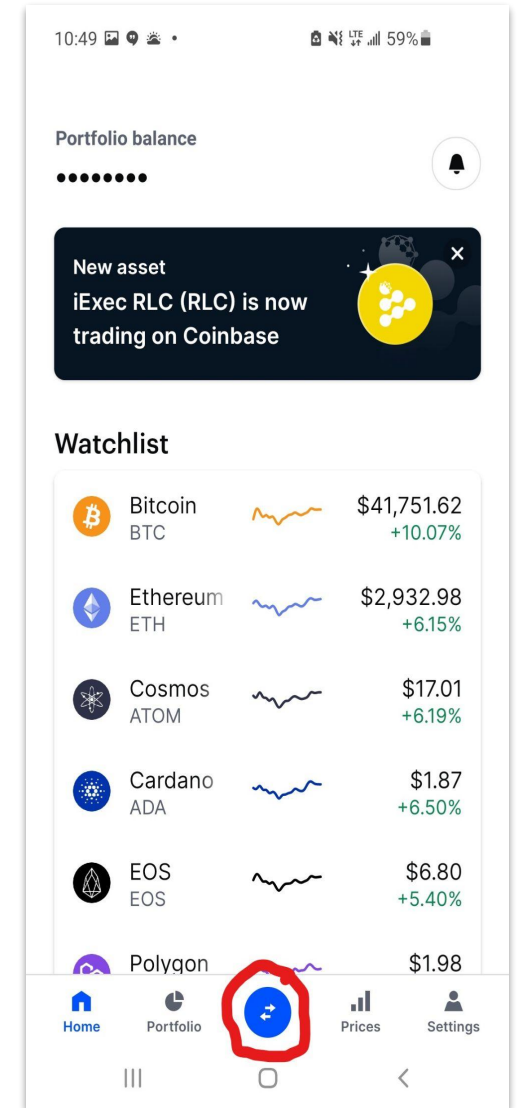 10:49
LTE 59%
Portfolio balance
New asset
iExec RLC (RLC) is now
trading on Coinbase
Watchlist
Bitcoin $41,751.62
BTC +10.07%
Ethereum $2,932.98
ETH +6.15%
Cosmos $17.01
ATOM +6.19%
Cardano $1.87
ADA +6.50%
EOS $6.80
EOS +5.40%
Polygon $1.98
Home Portfolio Prices Settings